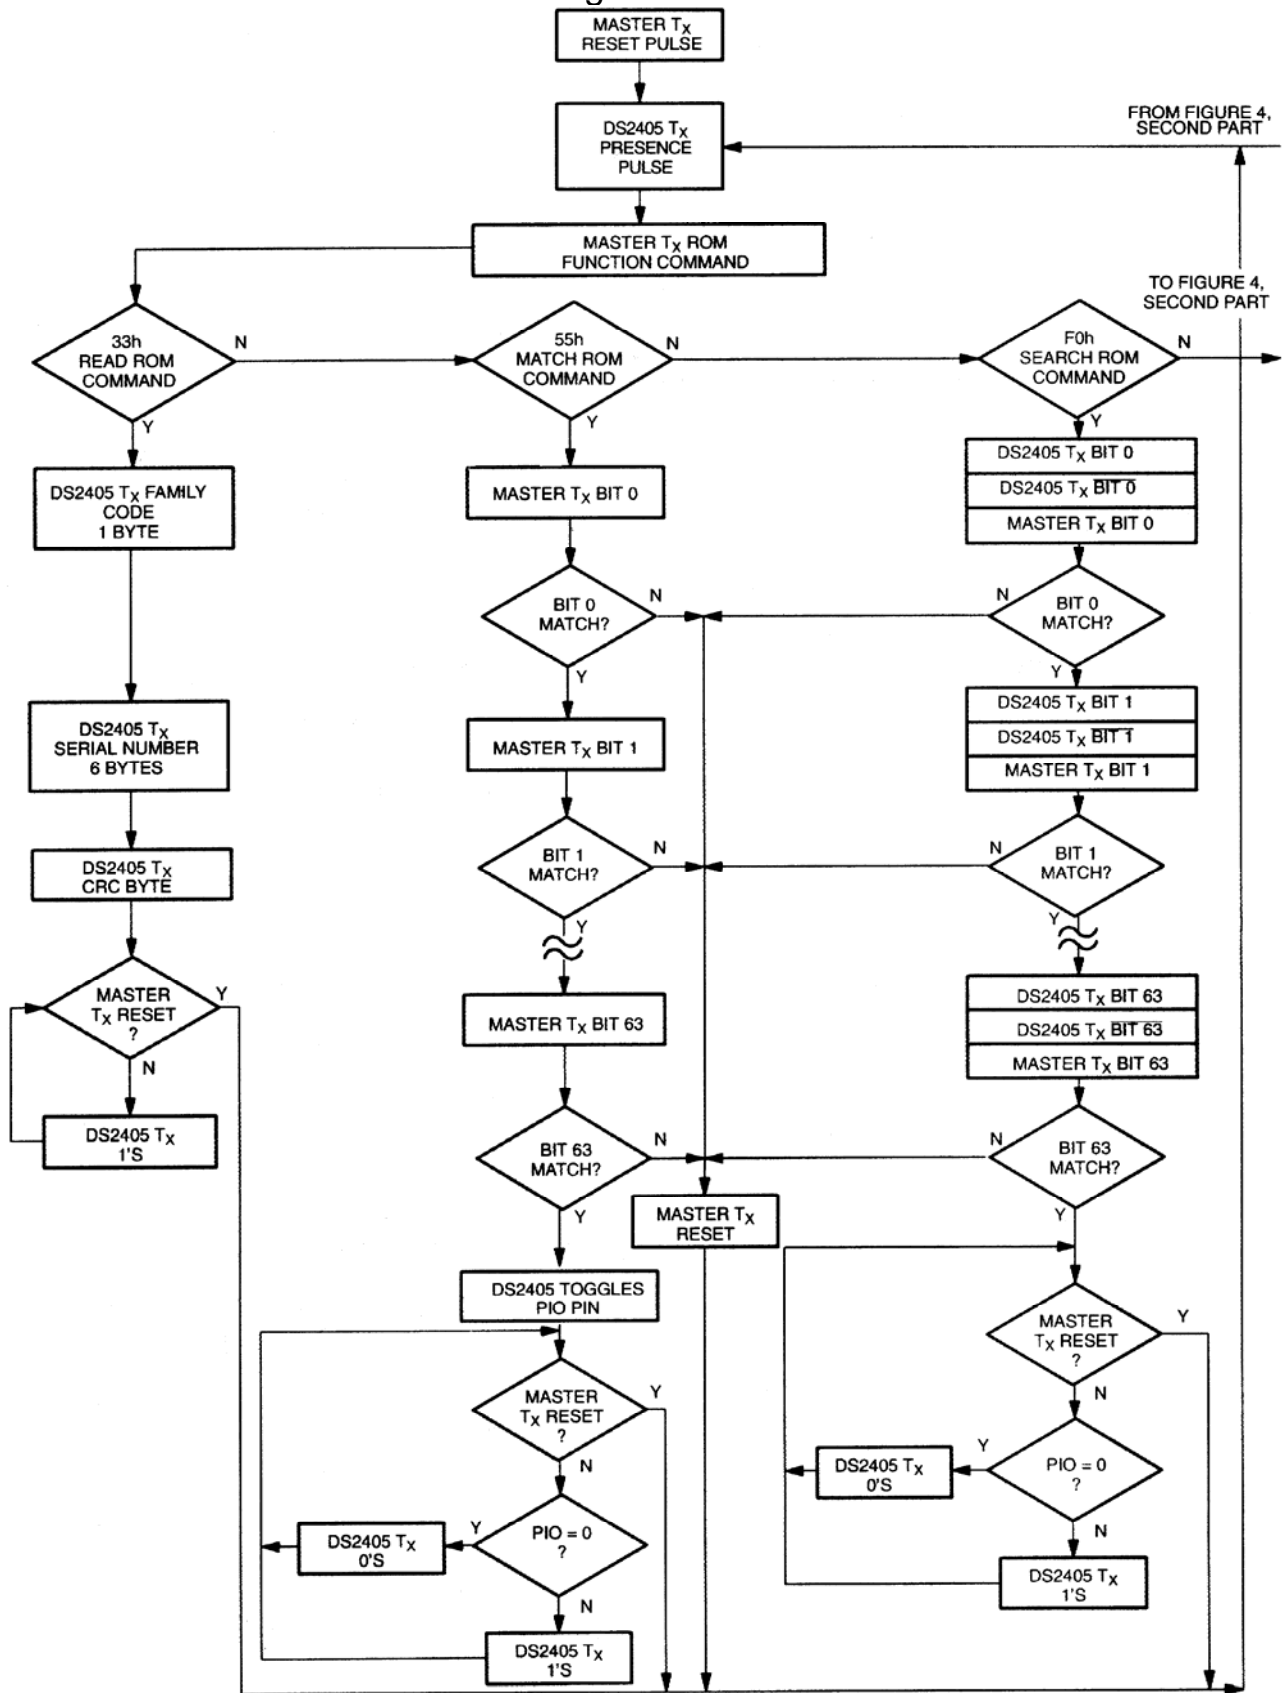 MASTER TX
RESET PULSE
DS2405 TX
PRESENCE
PULSE
FROM FIGURE 4,
SECOND PART
MASTER TX ROM
FUNCTION COMMAND
TO FIGURE 4,
SECOND PART
33h
READ ROM
COMMAND
N
Y
55h
MATCH ROM
COMMAND
N
Y
F0h
SEARCH ROM
COMMAND
N
Y
DS2405 TX FAMILY
CODE
1 BYTE
DS2405 TX
SERIAL NUMBER
6 BYTES
DS2405 TX
CRC BYTE
MASTER
TX RESET
?
Y
N
DS2405 TX
1'S
MASTER TX BIT 0
BIT 0
MATCH?
N
Y
MASTER TX BIT 1
BIT 1
MATCH?
N
Y
MASTER TX BIT 63
BIT 63
MATCH?
N
Y
DS2405 TOGGLES
PIO PIN
MASTER
TX RESET
?
Y
N
PIO = 0
?
Y
N
DS2405 TX
0'S
DS2405 TX
1'S
MASTER TX
RESET
DS2405 TX BIT 0
DS2405 TX BIT 0
MASTER TX BIT 0
BIT 0
MATCH?
N
Y
DS2405 TX BIT 1
DS2405 TX BIT 1
MASTER TX BIT 1
BIT 1
MATCH?
N
Y
DS2405 TX BIT 63
DS2405 TX BIT 63
MASTER TX BIT 63
BIT 63
MATCH?
N
Y
MASTER
TX RESET
?
Y
N
PIO = 0
?
Y
N
DS2405 TX
0'S
DS2405 TX
1'S